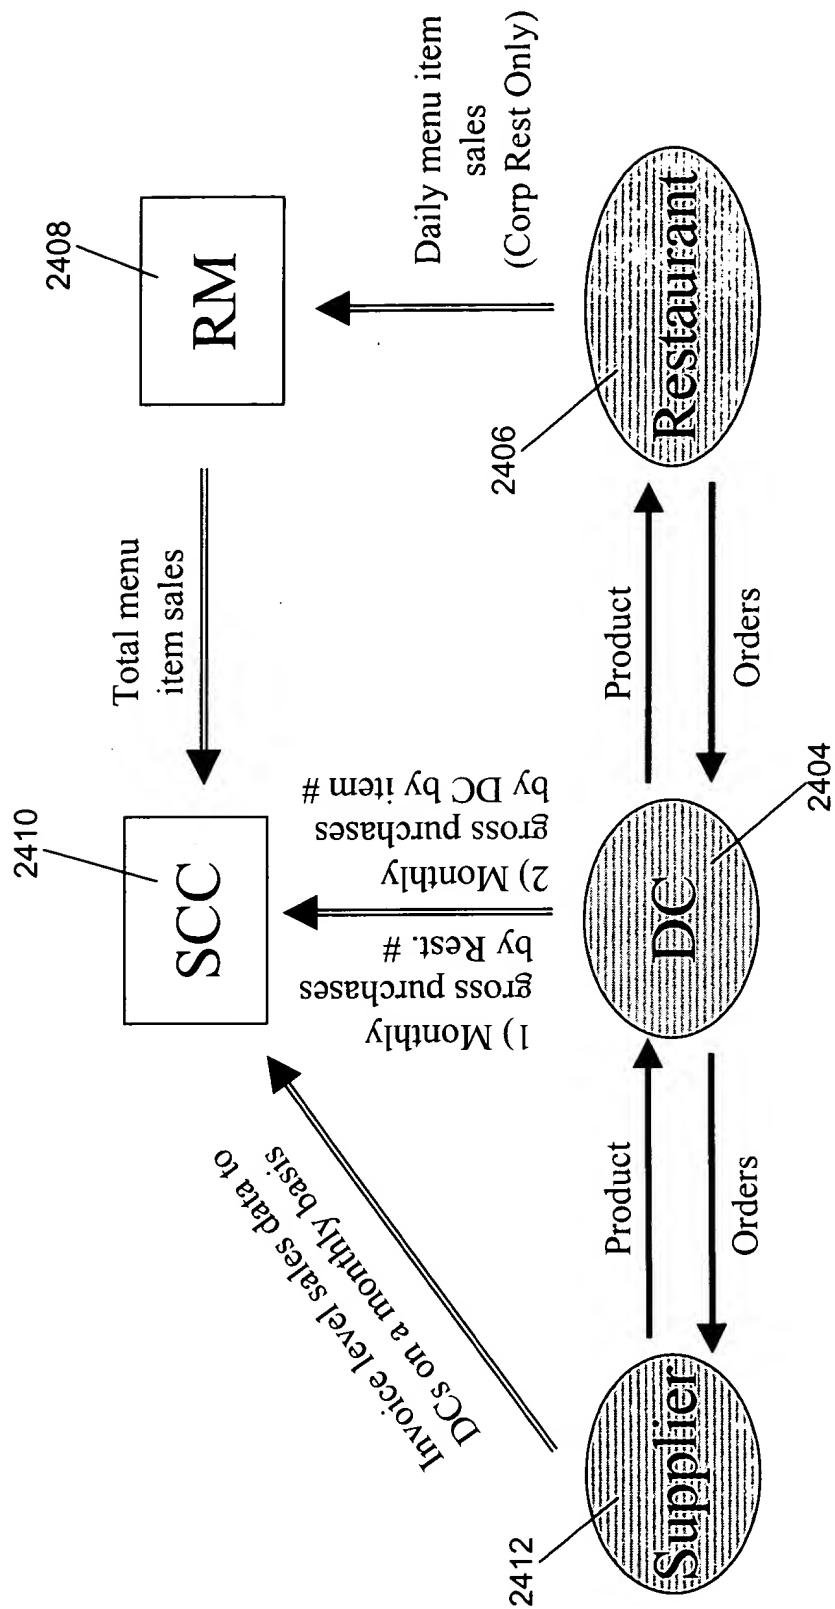 2410
SCC
Total menu
item sales
2408
RM
Invoice level sales data to
DCs on a monthly basis
1) Monthly
gross purchases
by Rest. #
2) Monthly
gross purchases
by DC by item #
Daily menu item
sales
(Corp Rest Only)
2412
Supplier
Product
Orders
DC
2404
Product
Orders
2406
Restaurant